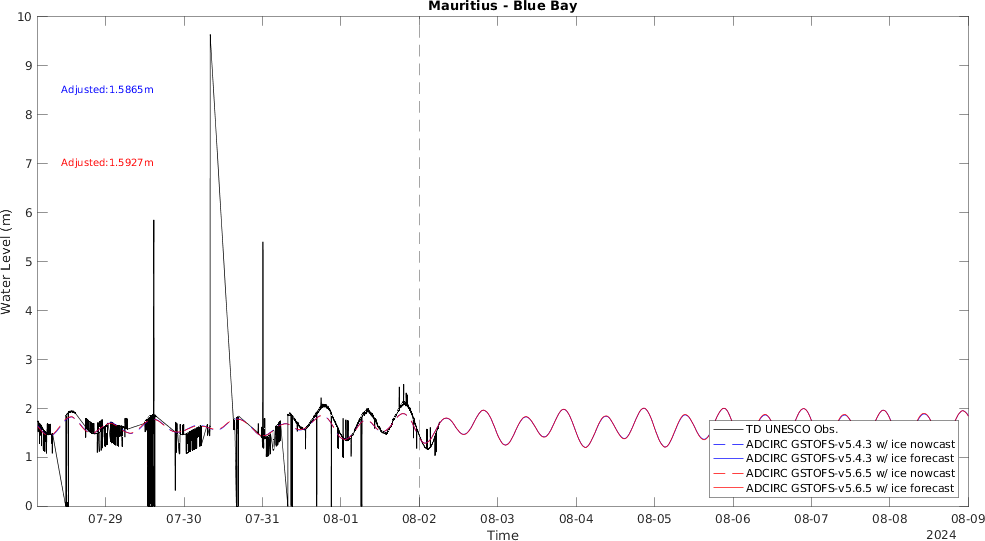 Mauritius - Blue Bay
10
9
8
7
6
5
4
3
2
1
0
Water Level (m)
Adjusted:1.5865m
Adjusted:1.5927m
TD UNESCO Obs.
ADCIRC GSTOFS-v5.4.3 w/ ice nowcast
ADCIRC GSTOFS-v5.4.3 w/ ice forecast
ADCIRC GSTOFS-v5.6.5 w/ ice nowcast
ADCIRC GSTOFS-v5.6.5 w/ ice forecast
07-29 07-30 07-31 08-01 08-02 08-03 08-04 08-05 08-06 08-07 08-08 08-09
Time
2024